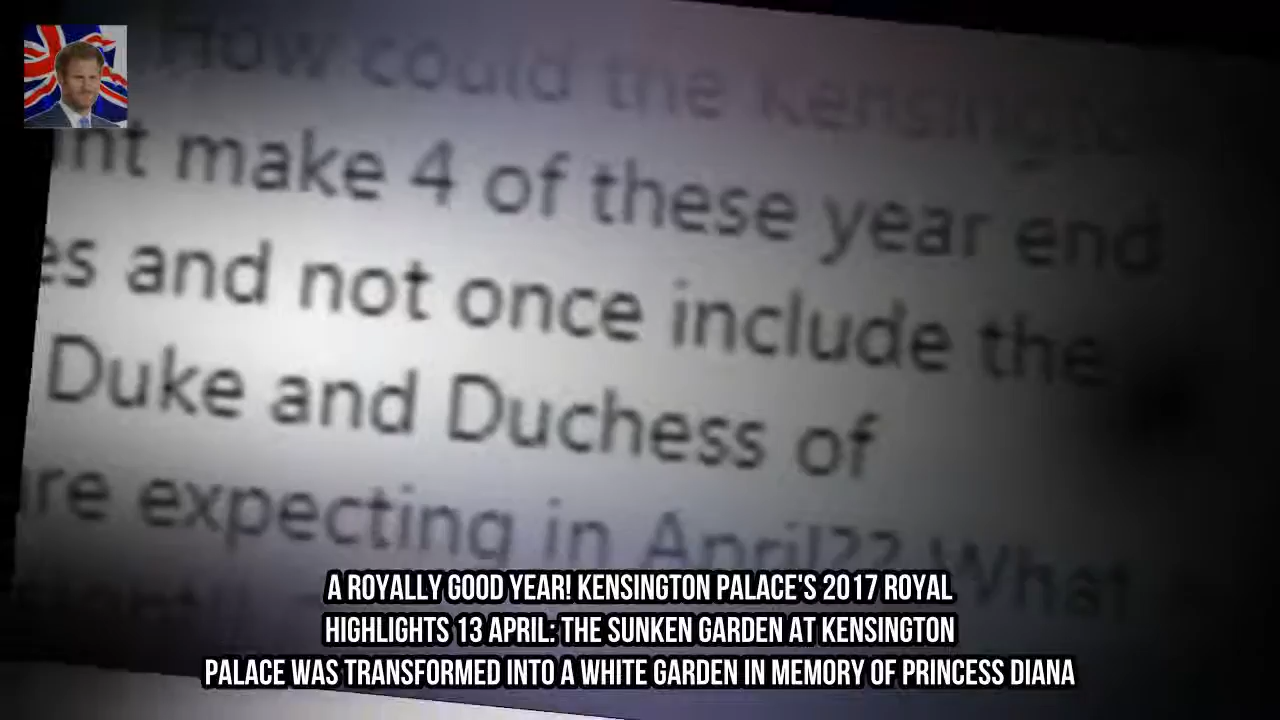 How could the Kensington
int make 4 of these year end
es and not once include the
Duke and Duchess of
re expecting in April?? What
A ROYALLY GOOD YEAR! KENSINGTON PALACE'S 2017 ROYAL
HIGHLIGHTS 13 APRIL: THE SUNKEN GARDEN AT KENSINGTON
PALACE WAS TRANSFORMED INTO A WHITE GARDEN IN MEMORY OF PRINCESS DIANA